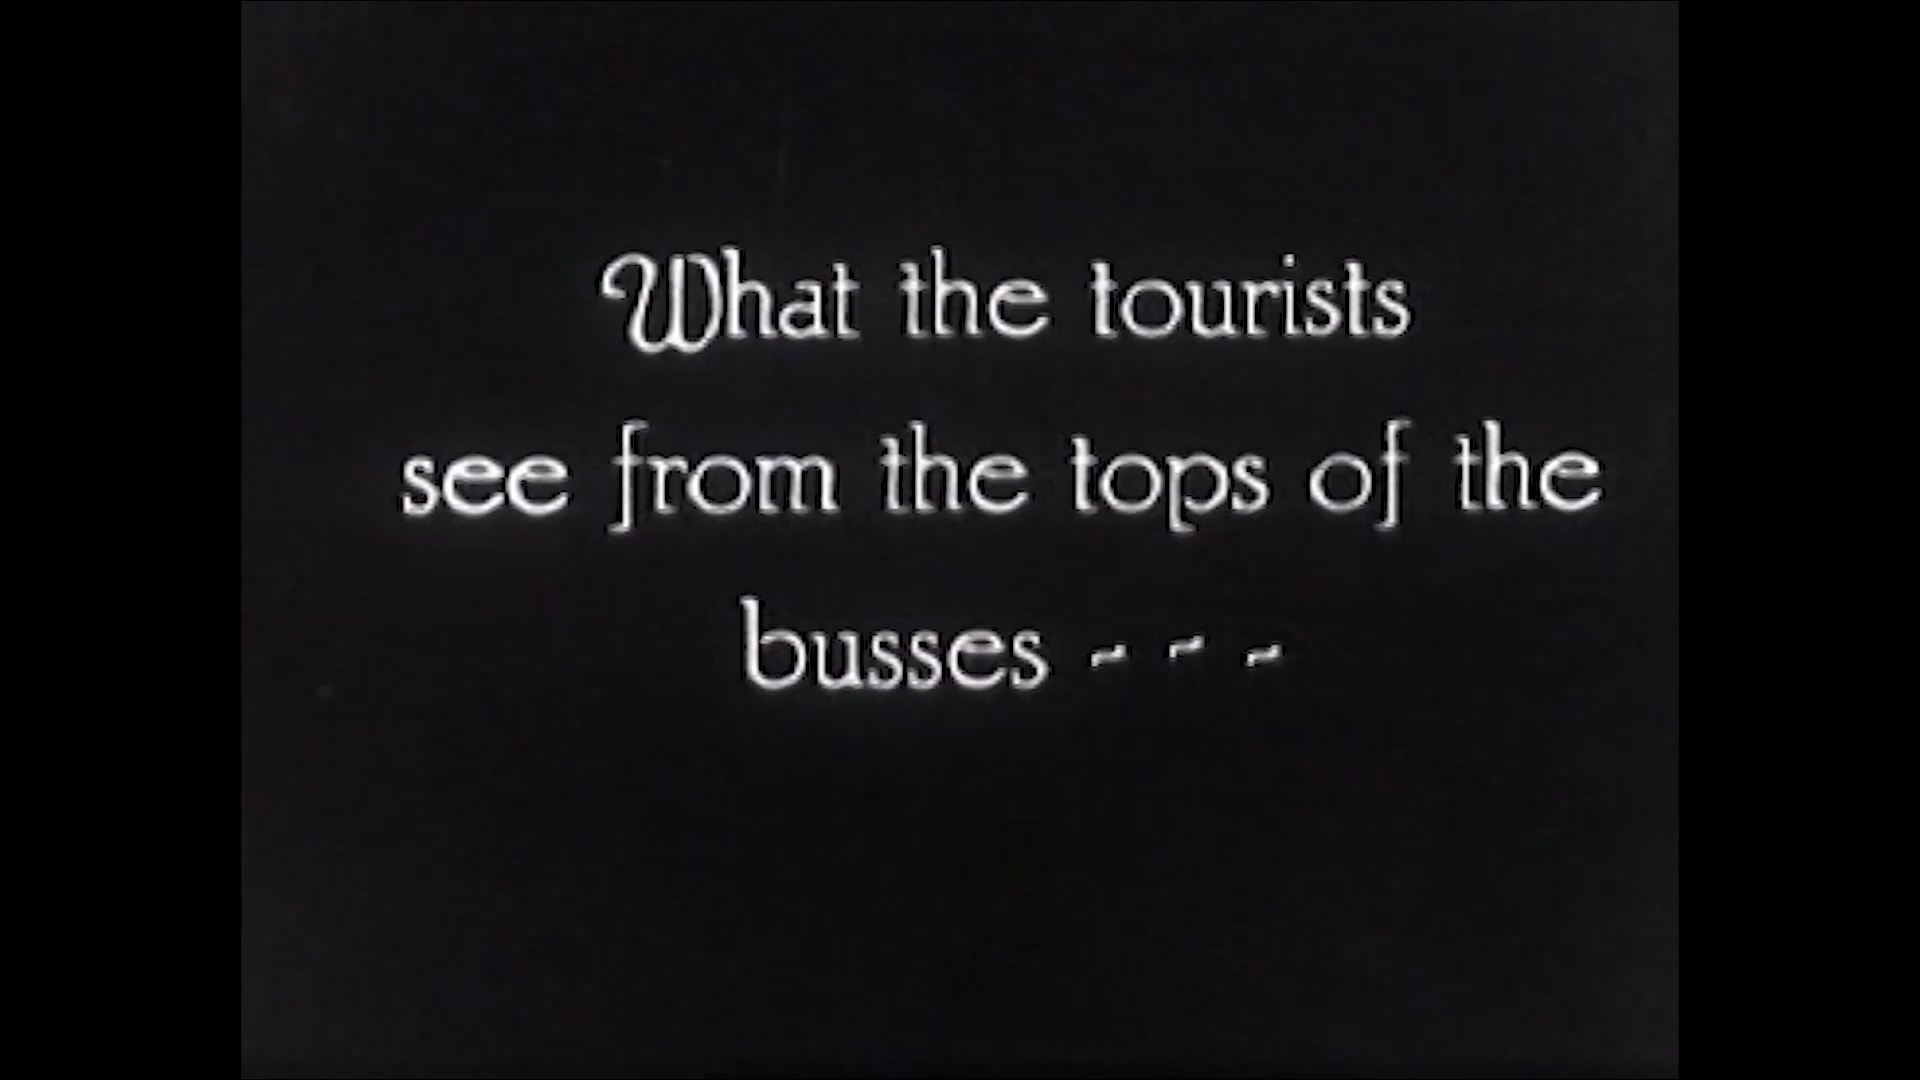 What the tourists
see from the tops of the
busses - - -